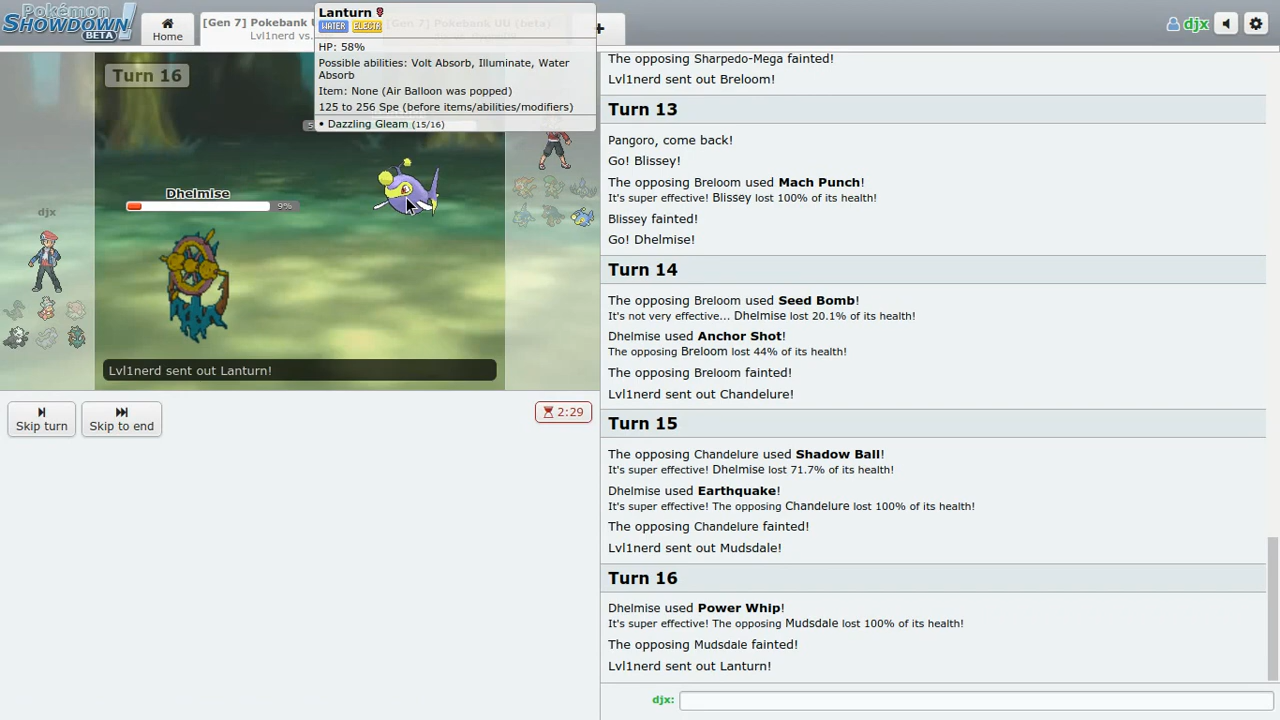 Pokémon
SHOWDOWN
BETA
Home
[Gen 7] Pokebank U
Lvl1nerd vs.
Gen 7] Pokebank UU (beta)
+
djx
Lanturn
WATER ELECTR
HP: 58%
Possible abilities: Volt Absorb, Illuminate, Water
Absorb
Item: None (Air Balloon was popped)
125 to 256 Spe (before items/abilities/modifiers)
• Dazzling Gleam (15/16)
Turn 16
Dhelmise
9%
djx
Lvl1nerd sent out Lanturn!
Skip turn
Skip to end
2:29
The opposing Sharpedo-Mega fainted!
Lvl1nerd sent out Breloom!
Turn 13
Pangoro, come back!
Go! Blissey!
The opposing Breloom used Mach Punch!
It's super effective! Blissey lost 100% of its health!
Blissey fainted!
Go! Dhelmise!
Turn 14
The opposing Breloom used Seed Bomb!
It's not very effective... Dhelmise lost 20.1% of its health!
Dhelmise used Anchor Shot!
The opposing Breloom lost 44% of its health!
The opposing Breloom fainted!
Lvl1nerd sent out Chandelure!
Turn 15
The opposing Chandelure used Shadow Ball!
It's super effective! Dhelmise lost 71.7% of its health!
Dhelmise used Earthquake!
It's super effective! The opposing Chandelure lost 100% of its health!
The opposing Chandelure fainted!
Lvl1nerd sent out Mudsdale!
Turn 16
Dhelmise used Power Whip!
It's super effective! The opposing Mudsdale lost 100% of its health!
The opposing Mudsdale fainted!
Lvl1nerd sent out Lanturn!
djx: